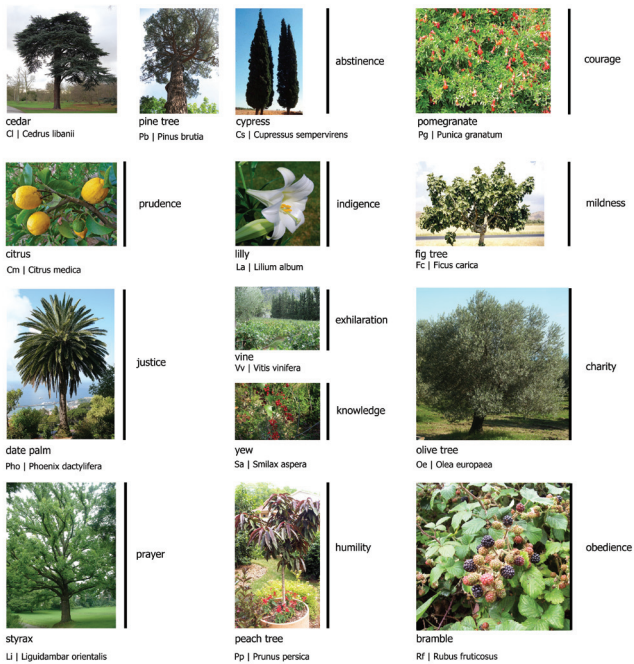 abstinence
courage
cedar
Cl | Cedrus libanii
pine tree
Pb | Pinus brutia
cypress
Cs | Cupressus sempervirens
pomegranate
Pg | Punica granatum
prudence
indigence
mildness
citrus
Cm | Citrus medica
lilly
La | Lilium album
fig tree
Fc | Ficus carica
justice
exhilaration
vine
Vv | Vitis vinifera
knowledge
charity
date palm
Pho | Phoenix dactylifera
yew
Sa | Smilax aspera
olive tree
Oe | Olea europaea
prayer
humility
obedience
styrax
Li | Liguidambar orientalis
peach tree
Pp | Prunus persica
bramble
Rf | Rubus fruticosus